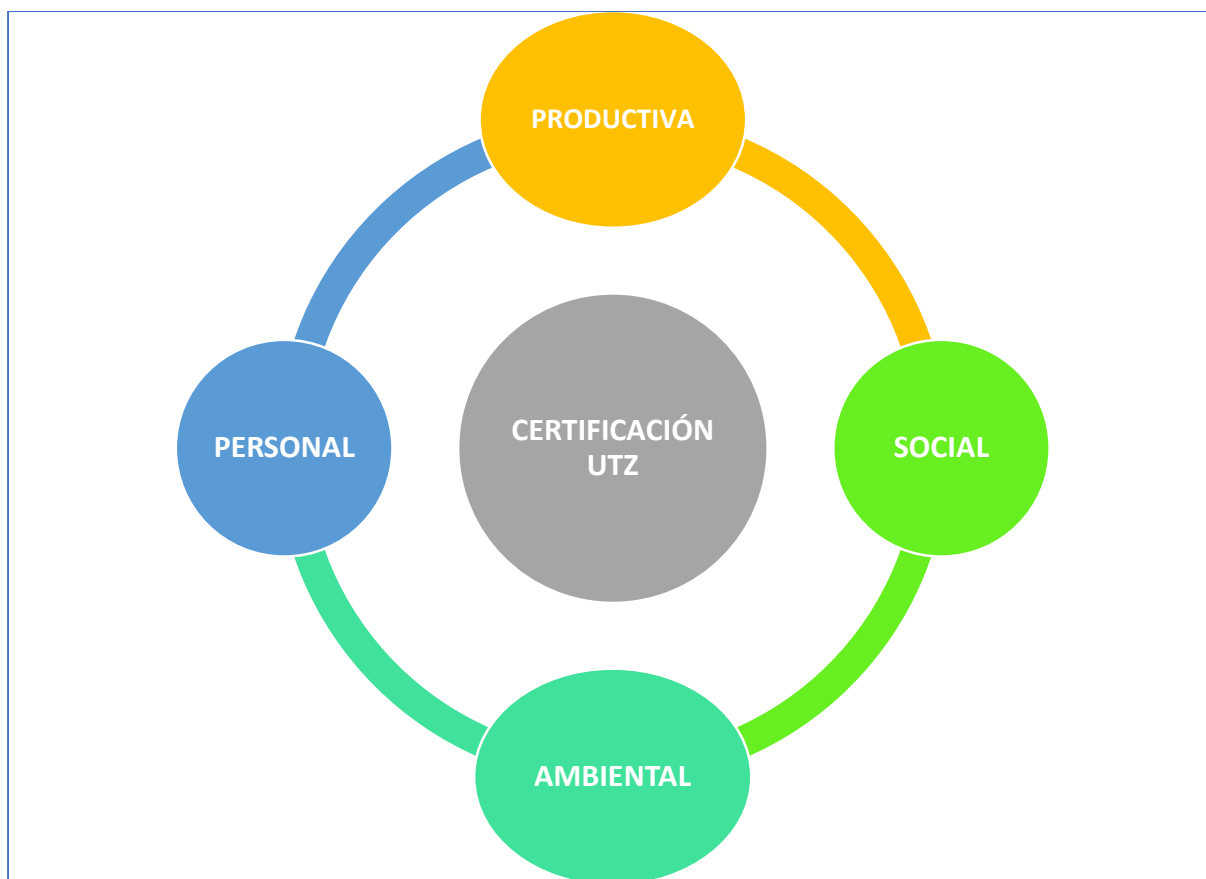 PRODUCTIVA
PERSONAL
CERTIFICACIÓN
UTZ
SOCIAL
AMBIENTAL